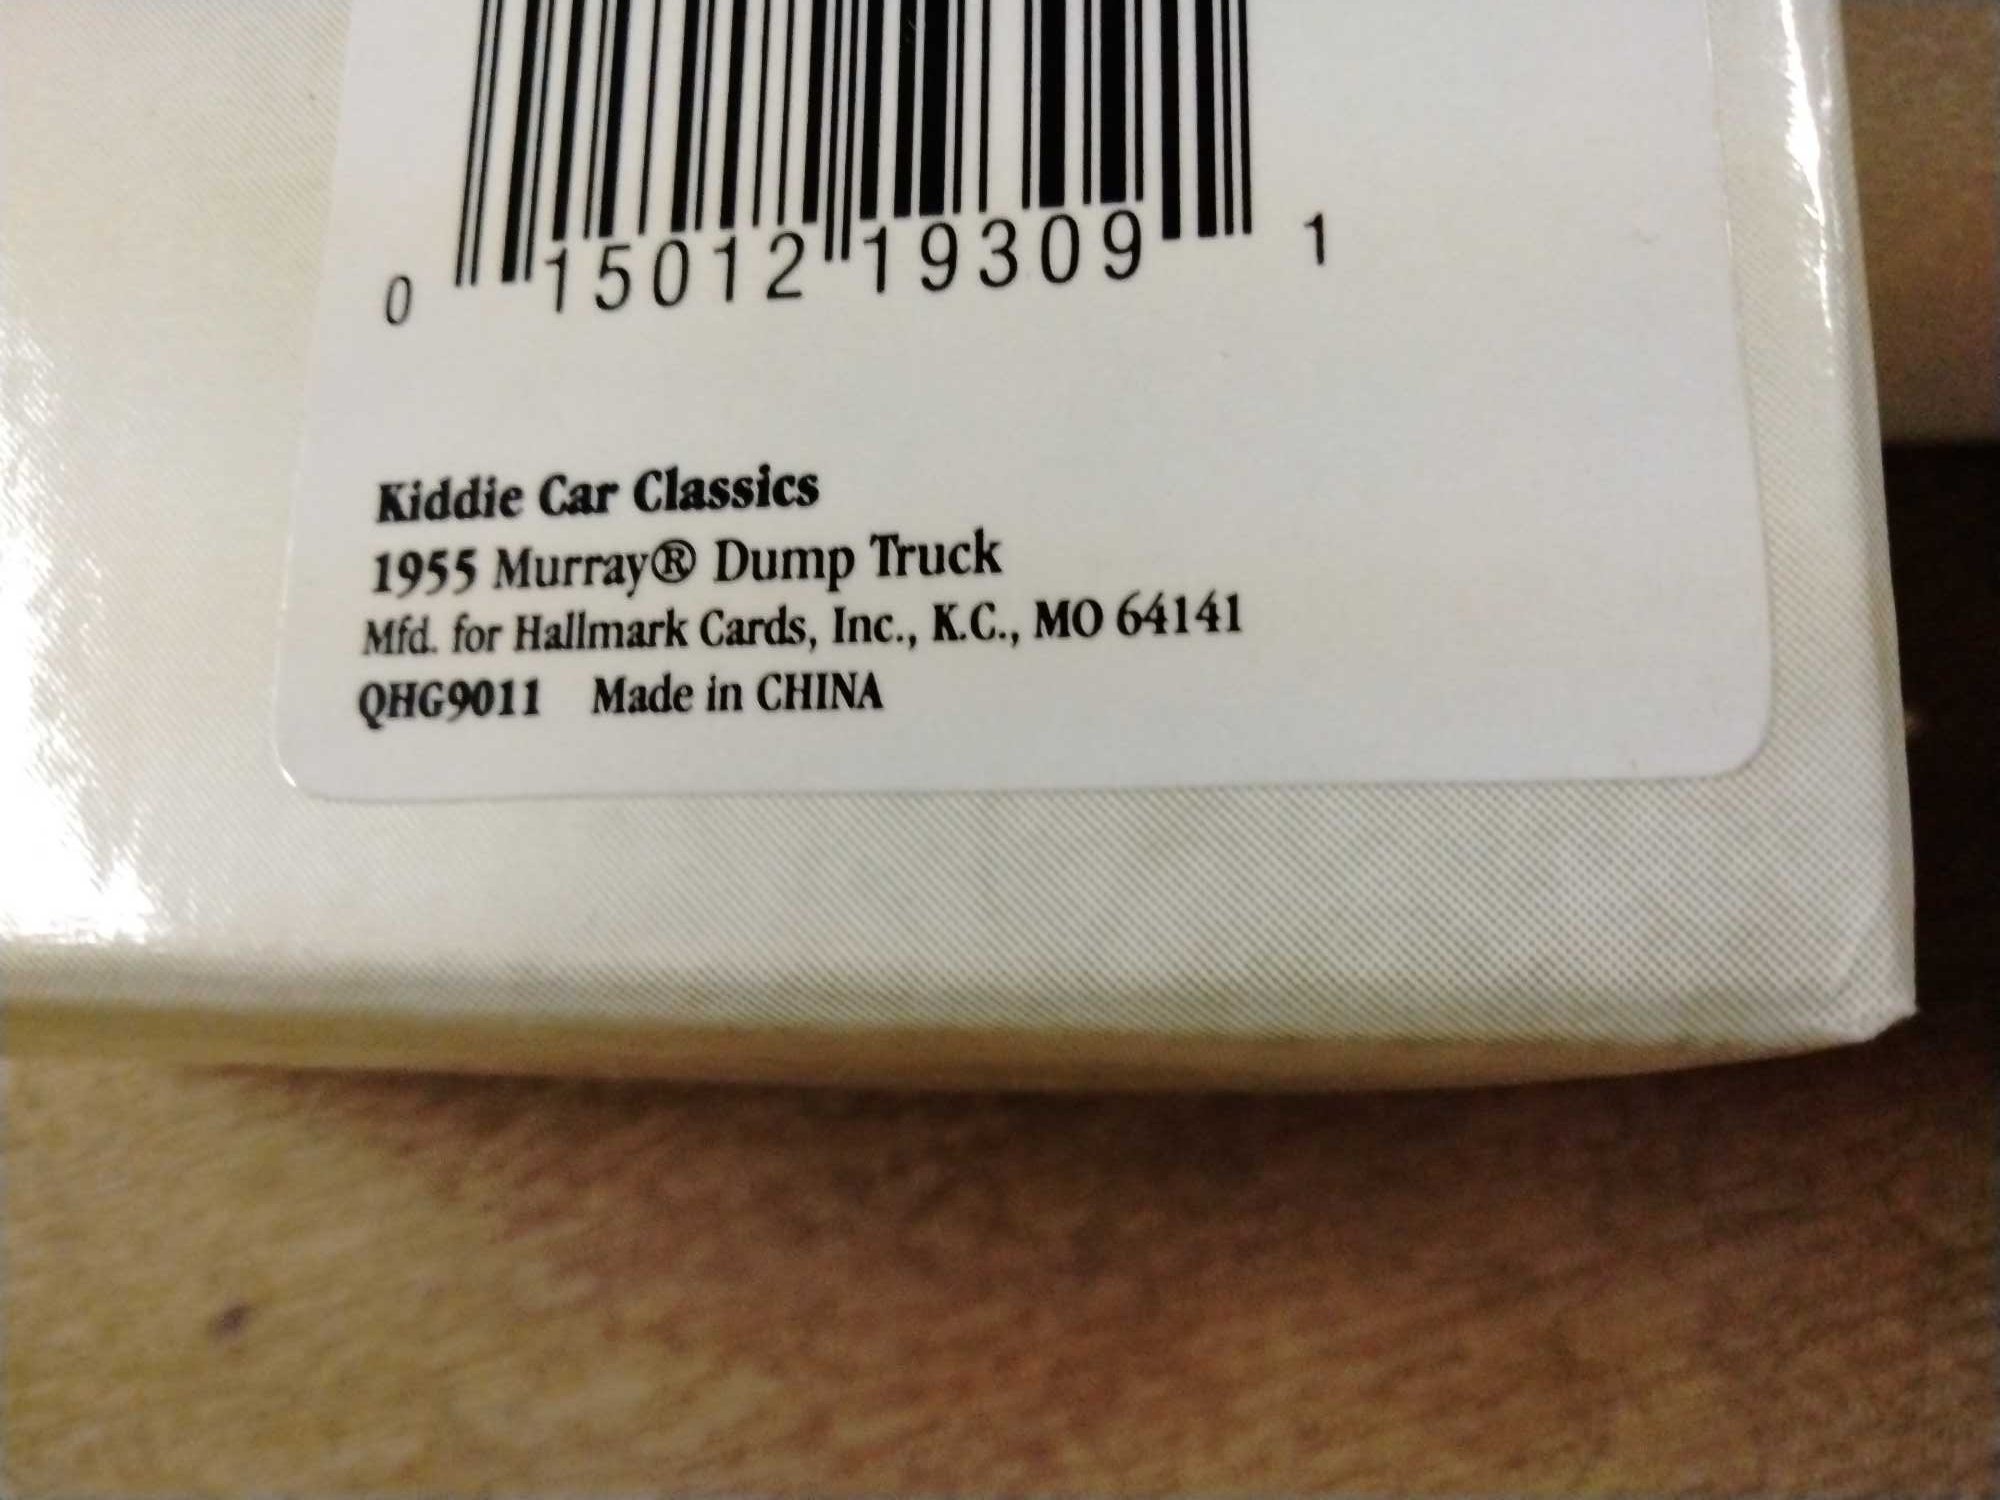 0 15012 19309 1
Kiddie Car Classics
1955 Murray® Dump Truck
Mfd. for Hallmark Cards, Inc., K.C., MO 64141
QHG9011 Made in CHINA